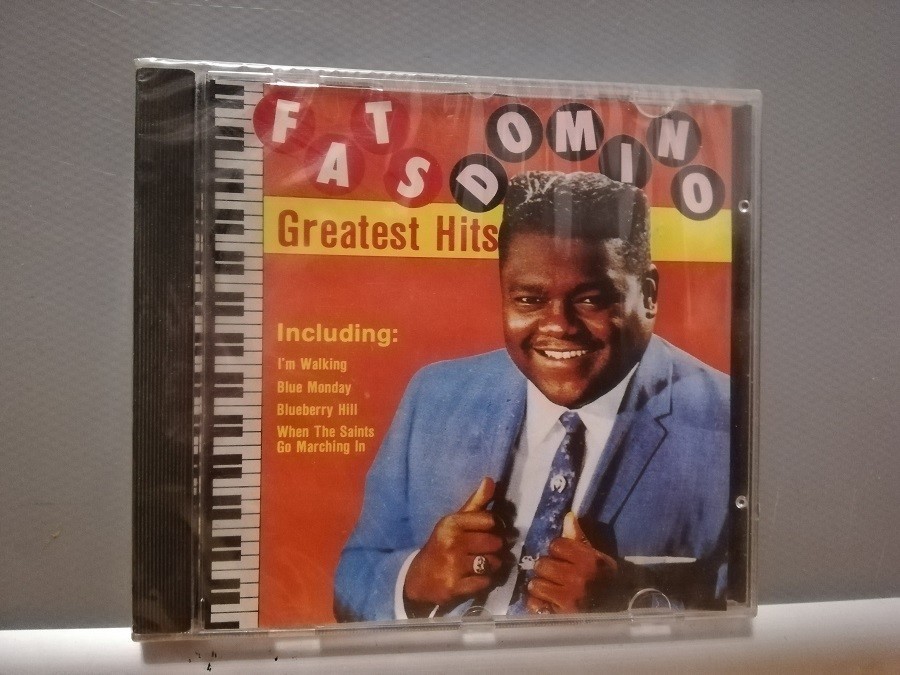 FATS DOMINO
Greatest Hits
Including:
I'm Walking
Blue Monday
Blueberry Hill
When The Saints
Go Marching In